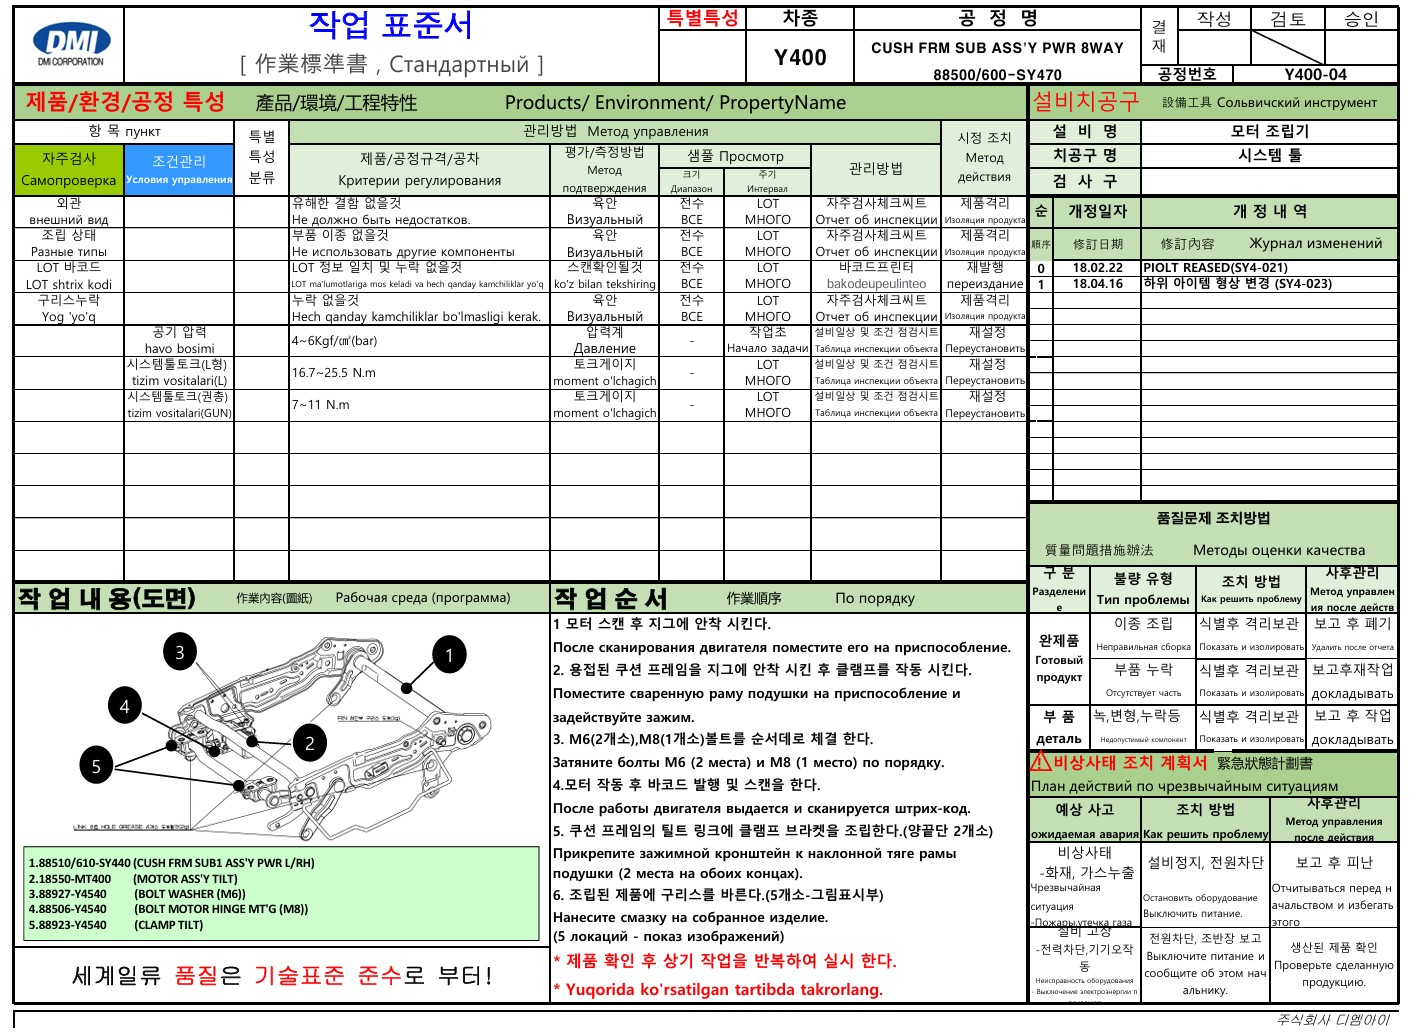 DMI
DMI CORPORATION
작업 표준서
[ 作業標準書 , Стандартный ]
특별특성
차종
Y400
공 정 명
CUSH FRM SUB ASS'Y PWR 8WAY
88500/600-SY470
결재
작성
검토
승인
공정번호
Y400-04
제품/환경/공정 특성 產品/環境/工程特性 Products/ Environment/ PropertyName
항 목 пункт
자주검사
Самопроверка
조건관리
Условия управления
특별
특성
분류
관리방법 Метод управления
제품/공정규격/공차
Критерии регулирования
평가/측정방법
Метод
подтверждения
샘풀 Просмотр
크기
Диапазон
주기
Интервал
관리방법
시정 조치
Метод
действия
외관
внешний вид
유해한 결함 없을것
Не должно быть недостатков.
육안
Визуальный
전수
ВСЕ
LOT
МНОГО
자주검사체크씨트
Отчет об инспекции
제품격리
Изоляция продукта
조립 상태
Разные типы
부품 이종 없을것
Не использовать другие компоненты
육안
Визуальный
전수
ВСЕ
LOT
МНОГО
자주검사체크씨트
Отчет об инспекции
제품격리
Изоляция продукта
LOT 바코드
LOT shtrix kodi
LOT 정보 일치 및 누락 없을것
LOT ma'lumotlariga mos keladi va hech qanday kamchiliklar yo'q
스캔확인될것
ko'z bilan tekshiring
전수
ВСЕ
LOT
МНОГО
바코드프린터
bakodeupeulinteo
재발행
переиздание
구리스누락
Yog 'yo'q
누락 없을것
Hech qanday kamchiliklar bo'lmasligi kerak.
육안
Визуальный
전수
ВСЕ
LOT
МНОГО
자주검사체크씨트
Отчет об инспекции
제품격리
Изоляция продукта
공기 압력
havo bosimi
4~6Kgf/㎠(bar)
압력계
Давление
-
작업초
Начало задачи
설비일상 및 조건 점검시트
Таблица инспекции объекта
재설정
Переустановить
시스템툴토크(L형)
tizim vositalari(L)
16.7~25.5 N.m
토크게이지
moment o'lchagich
-
LOT
МНОГО
설비일상 및 조건 점검시트
Таблица инспекции объекта
재설정
Переустановить
시스템툴토크(권총)
tizim vositalari(GUN)
7~11 N.m
토크게이지
moment o'lchagich
-
LOT
МНОГО
설비일상 및 조건 점검시트
Таблица инспекции объекта
재설정
Переустановить
설비치공구 設備工具 Сольвический инструмент
설 비 명
모터 조립기
치공구 명
시스템 툴
검 사 구
순
順序
개정일자
修訂日期
개 정 내 역
修訂內容 Журнал изменений
0 18.02.22 PIOLT REASED(SY4-021)
1 18.04.16 하위 아이템 형상 변경 (SY4-023)
품질문제 조치방법
質量問題措施辦法 Методы оценки качества
구 분
Разделени
е
불량 유형
Тип проблемы
조치 방법
Как решить проблему
사후관리
Метод управлен
ия после действ
완제품
Готовый
продукт
이종 조립
Неправильная сборка
식별후 격리보관
Показать и изолировать
보고 후 폐기
Удалить после отчета
부품 누락
Отсутствует часть
식별후 격리보관
Показать и изолировать
보고후재작업
докладывать
부 품
деталь
녹,변형,누락등
Недопустимый компонент
식별후 격리보관
Показать и изолировать
보고 후 작업
докладывать
비상사태 조치 계획서 緊急狀態計劃書
План действий по чрезвычайным ситуациям
예상 사고
ожидаемая авария
조치 방법
Как решить проблему
사후관리
Метод управления
после действия
비상사태
-화재, 가스누출
Чрезвычайная
ситуация
-Пожары,утечка газа
설비정지, 전원차단
Остановить оборудование
Выключить питание.
보고 후 피난
Отчитываться перед н
ачальством и избегать
этого
설비 고장
-전력차단,기기오작
동
Неисправность оборудования
- Выключение электроэнергии п
전원차단, 조반장 보고
Выключите питание и
сообщите об этом нач
альнику.
생산된 제품 확인
Проверьте сделанную
продукцию.
작 업 내 용(도면) 作業內容(圖紙) Рабочая среда (программа)
1
2
3
4
5
LINK 8홀 HOLE GREASE
1.88510/610-SY440 (CUSH FRM SUB1 ASS'Y PWR L/RH)
2.18550-MT400 (MOTOR ASS'Y TILT)
3.88927-Y4540 (BOLT WASHER (M6))
4.88506-Y4540 (BOLT MOTOR HINGE MT'G (M8))
5.88923-Y4540 (CLAMP TILT)
세계일류 품질은 기술표준 준수로 부터!
작 업 순 서 作業順序 По порядку
1 모터 스캔 후 지그에 안착 시킨다.
После сканирования двигателя поместите его на приспособление.
2. 용접된 쿠션 프레임을 지그에 안착 시킨 후 클램프를 작동 시킨다.
Поместите сваренную раму подушки на приспособление и
задействуйте зажим.
3. M6(2개소),M8(1개소)볼트를 순서데로 체결 한다.
Затяните болты M6 (2 места) и M8 (1 место) по порядку.
4.모터 작동 후 바코드 발행 및 스캔을 한다.
После работы двигателя выдается и сканируется штрих-код.
5. 쿠션 프레임의 틸트 링크에 클램프 브라켓을 조립한다.(양끝단 2개소)
Прикрепите зажимной кронштейн к наклонной тяге рамы
подушки (2 места на обоих концах).
6. 조립된 제품에 구리스를 바른다.(5개소-그림표시부)
Нанесите смазку на собранное изделие.
(5 локаций - показ изображений)
* 제품 확인 후 상기 작업을 반복하여 실시 한다.
* Yuqorida ko'rsatilgan tartibda takrorlang.
주식회사 디엠아이